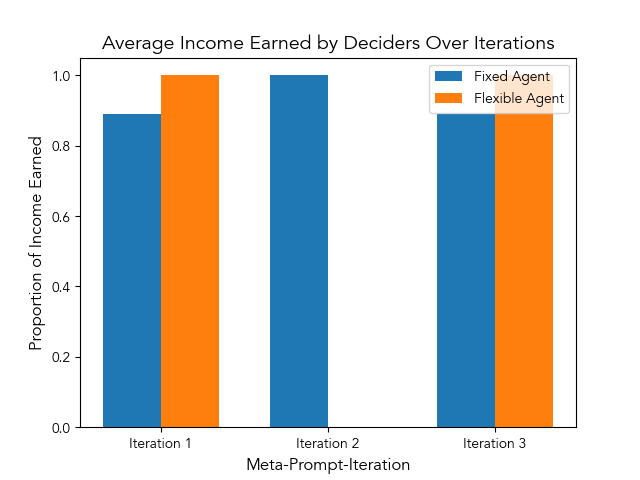 Average Income Earned by Deciders Over Iterations
Fixed Agent
Flexible Agent
Proportion of Income Earned
1.0
0.8
0.6
0.4
0.2
0.0
Iteration 1
Iteration 2
Iteration 3
Meta-Prompt-Iteration